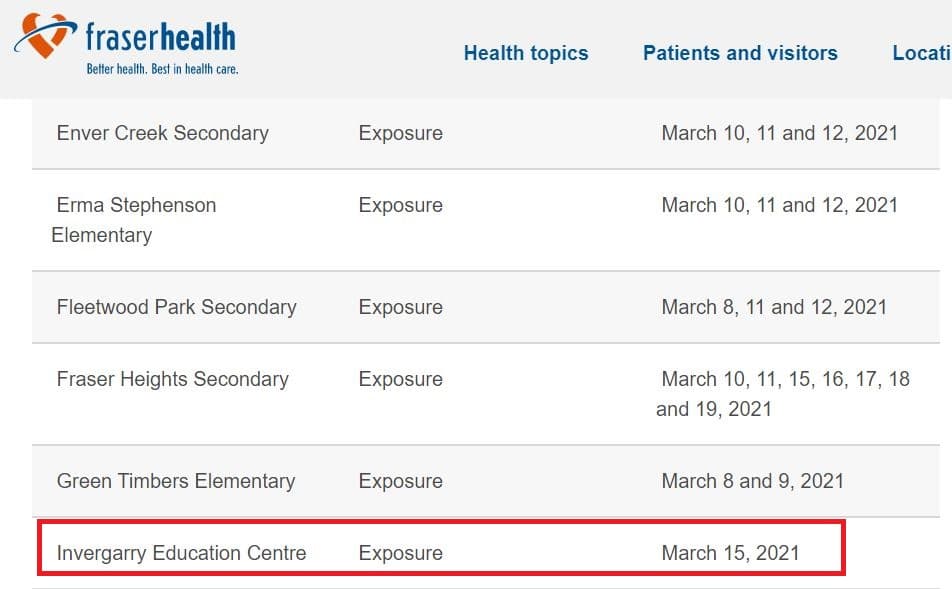 fraserhealth
Better health. Best in health care.
Health topics Patients and visitors Locati
Enver Creek Secondary Exposure March 10, 11 and 12, 2021
Erma Stephenson Exposure March 10, 11 and 12, 2021
Elementary
Fleetwood Park Secondary Exposure March 8, 11 and 12, 2021
Fraser Heights Secondary Exposure March 10, 11, 15, 16, 17, 18
and 19, 2021
Green Timbers Elementary Exposure March 8 and 9, 2021
Invergarry Education Centre Exposure March 15, 2021